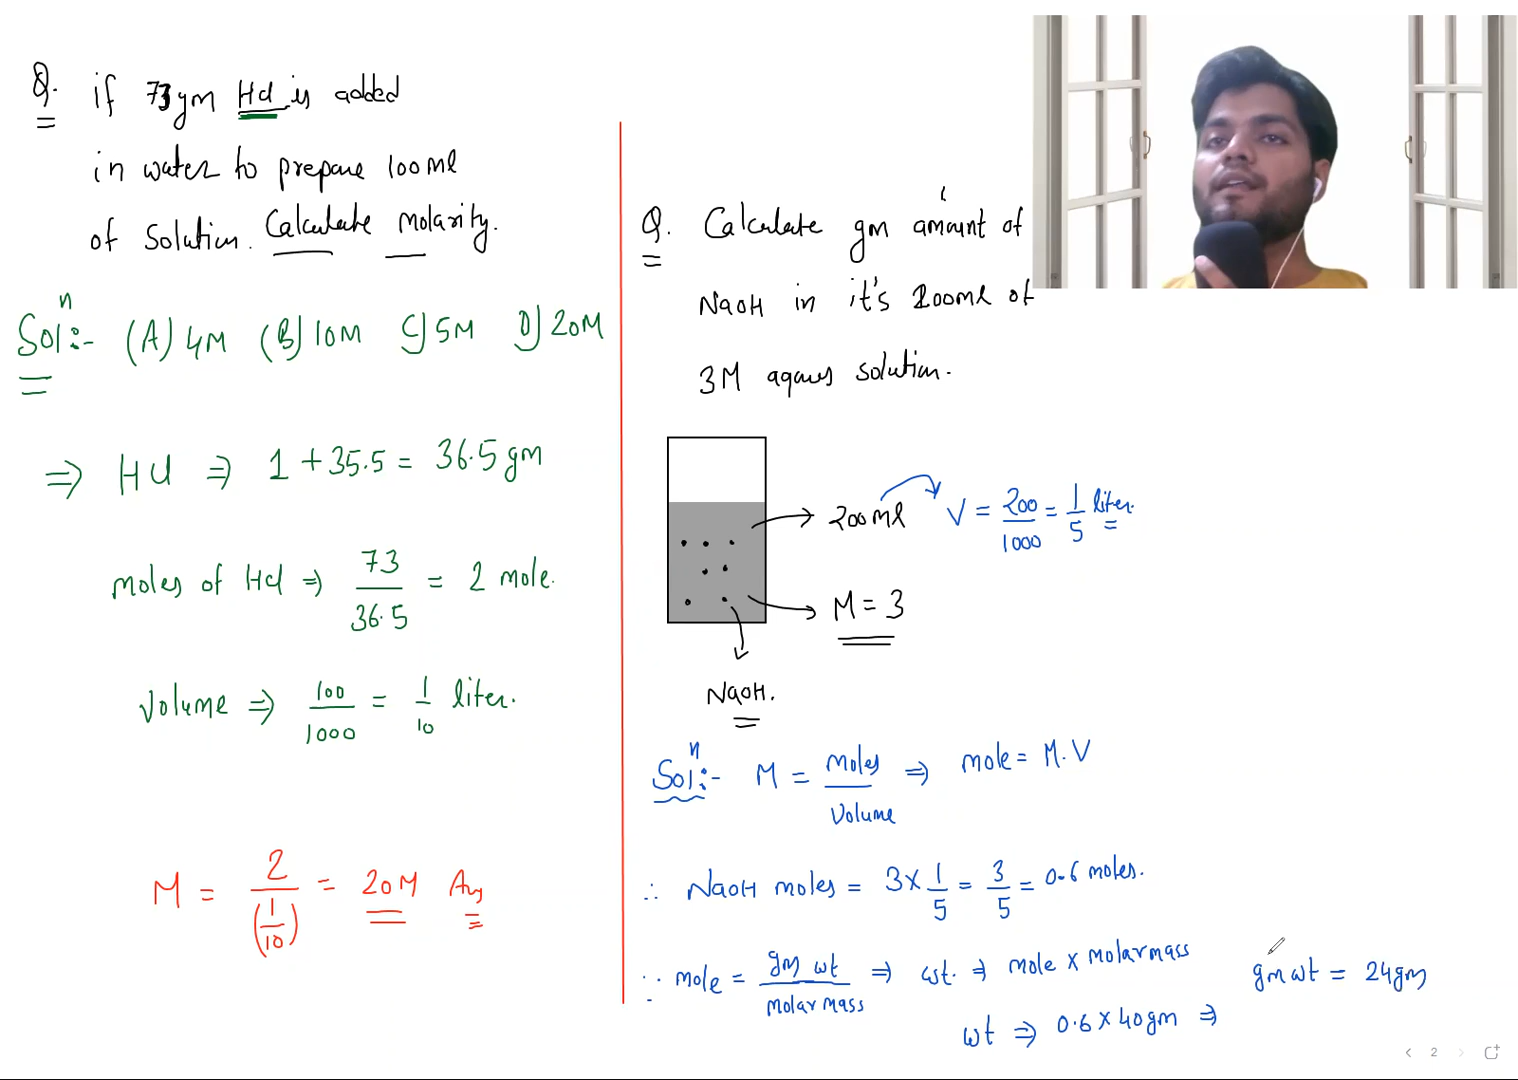 Q. if 73gm HCl is added
in water to prepare 100ml
of Solution. Calculate molarity.
Solⁿ:- (A) 4M (B) 10M C) 5M D) 20M
⇒ HCl ⇒ 1 + 35.5 = 36.5 gm
moles of HCl ⇒ 73/36.5 = 2 mole.
Volume ⇒ 100/1000 = 1/10 liter.
M = 2/(1/10) = 20M Ans
Q. Calculate gm amount of
NaOH in it's 200ml of
3M aqaus solution.
200ml V = 200/1000 = 1/5 liter.
M = 3
NaOH.
Solⁿ:- M = moles/Volume ⇒ mole = M.V
∴ NaOH moles = 3 × 1/5 = 3/5 = 0.6 moles.
∵ mole = gm wt/molar mass ⇒ wt. ⇒ mole × molarmass
wt ⇒ 0.6 × 40gm ⇒ gm wt = 24gm
2